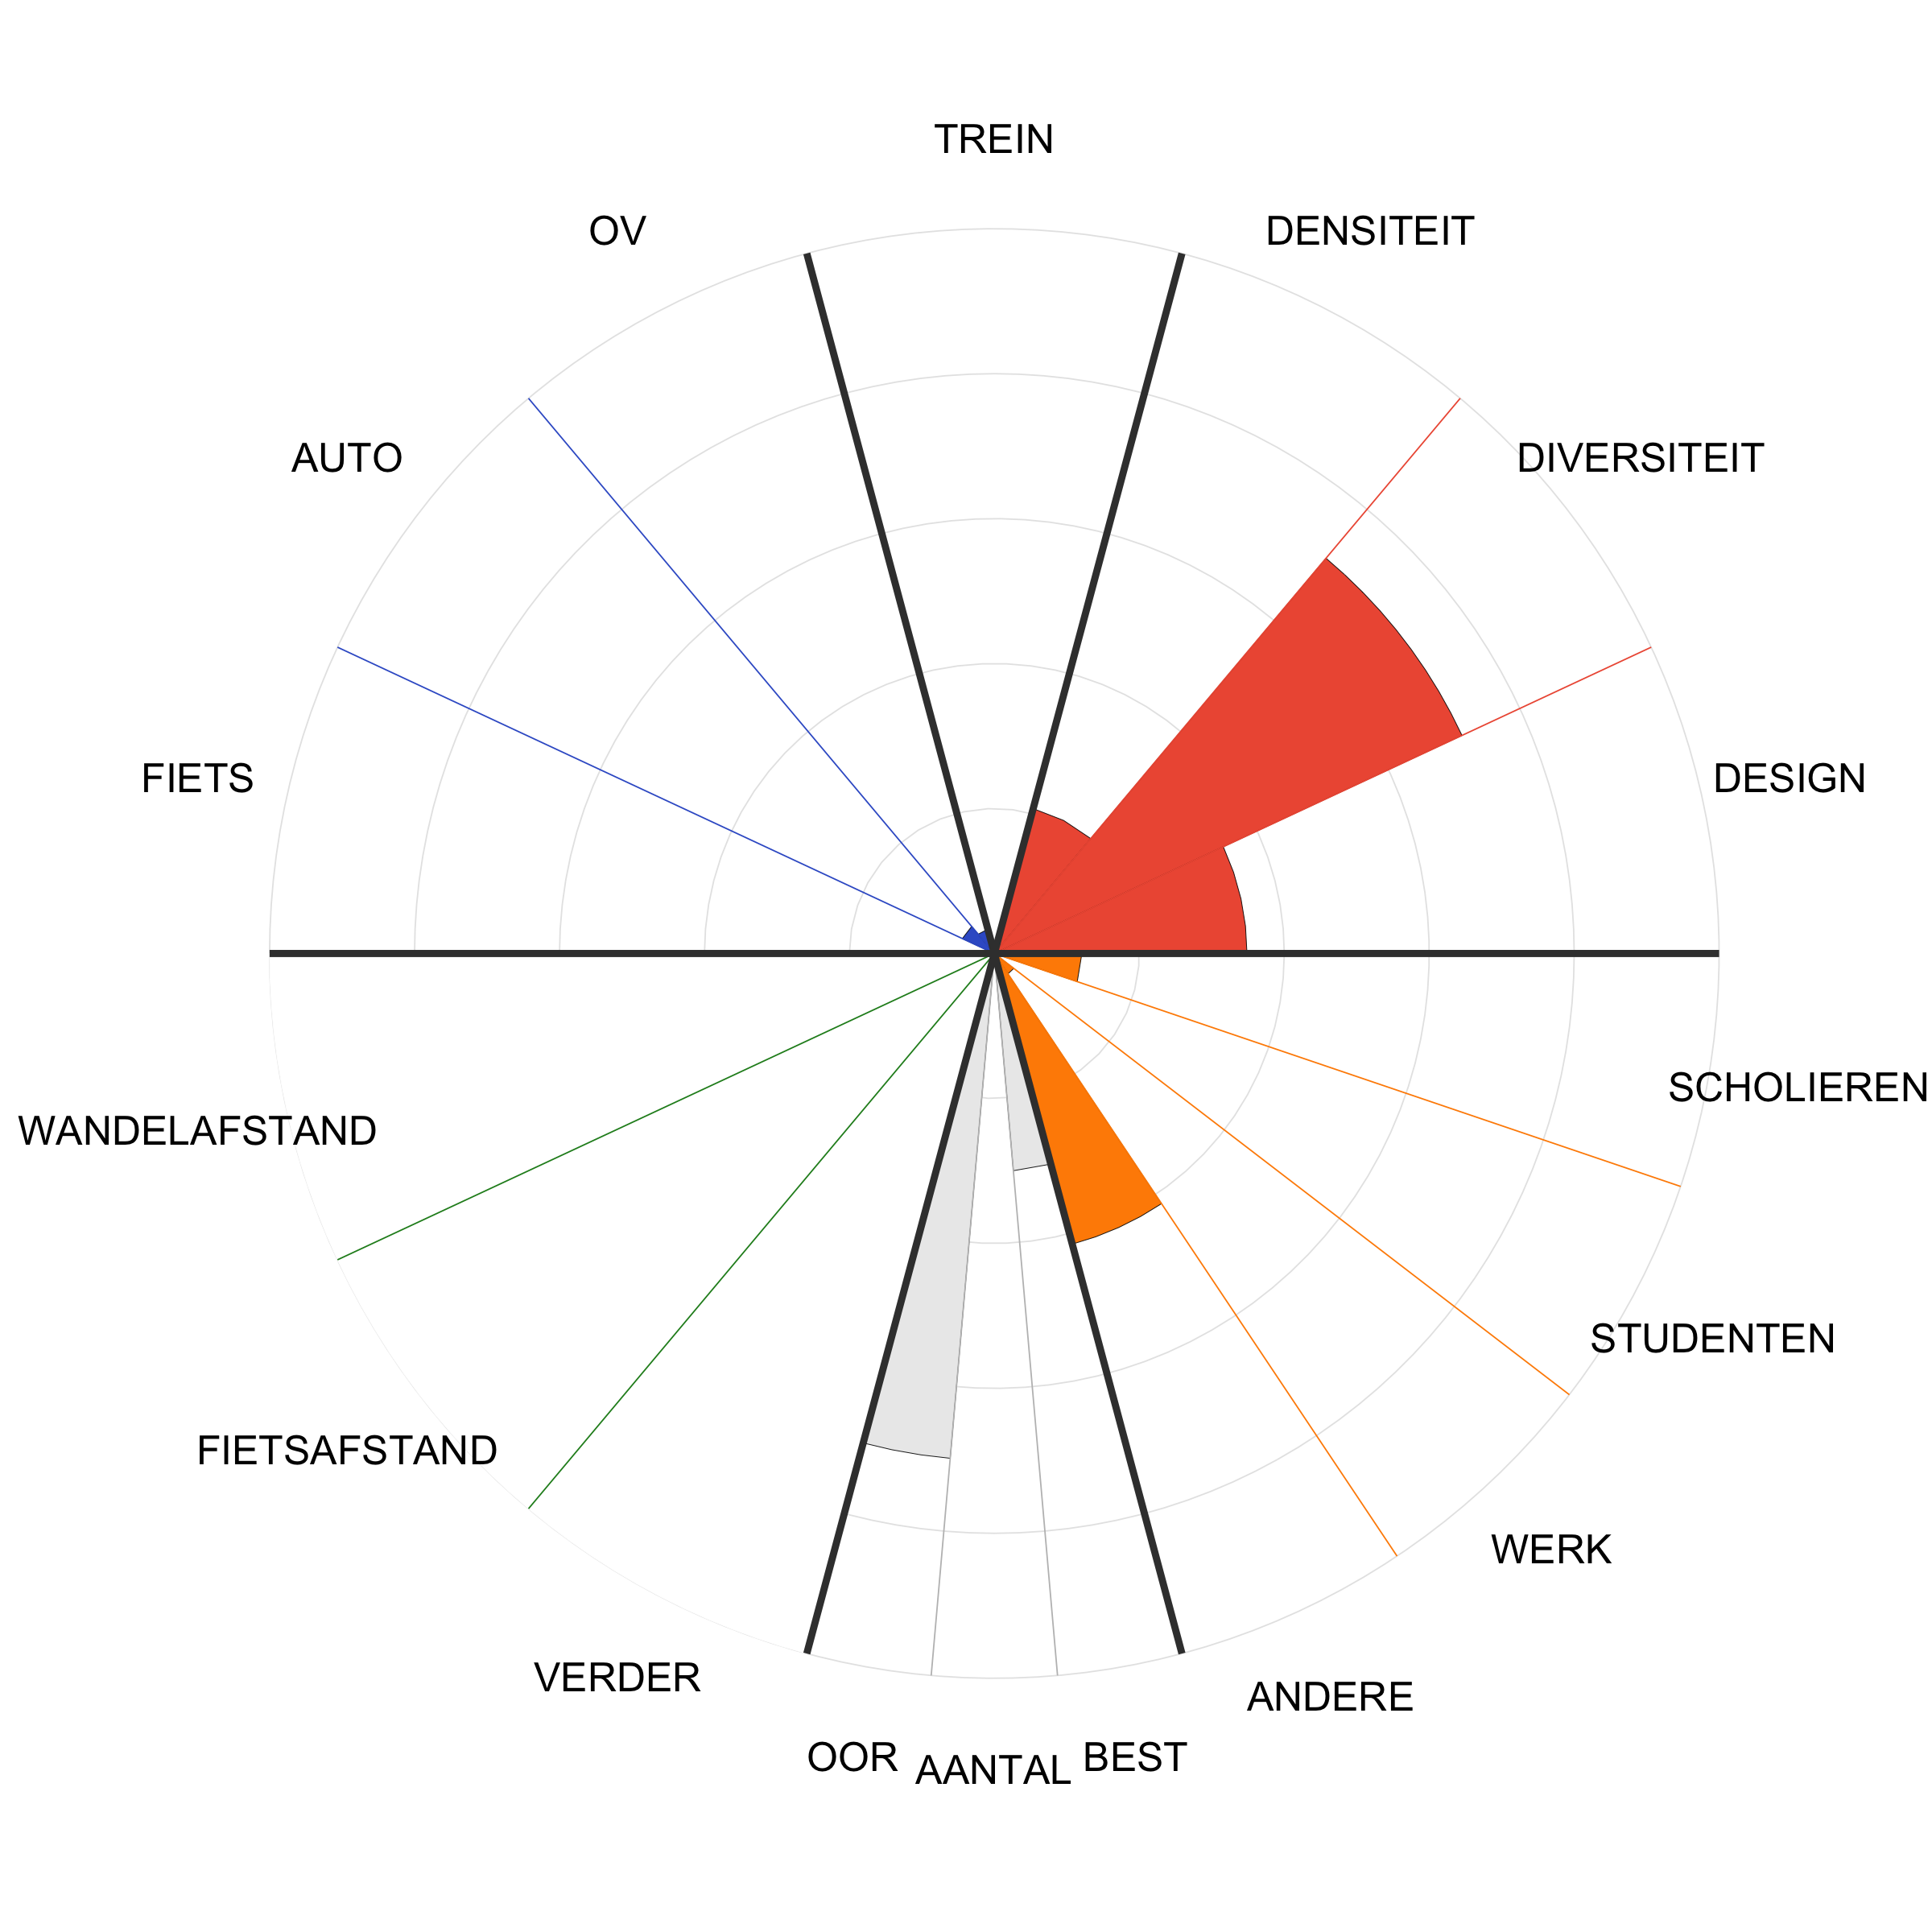 TREIN
OV
DENSITEIT
AUTO
DIVERSITEIT
FIETS
DESIGN
SCHOLIEREN
WANDELAFSTAND
STUDENTEN
FIETSAFSTAND
WERK
VERDER
ANDERE
OOR
AANTAL
BEST